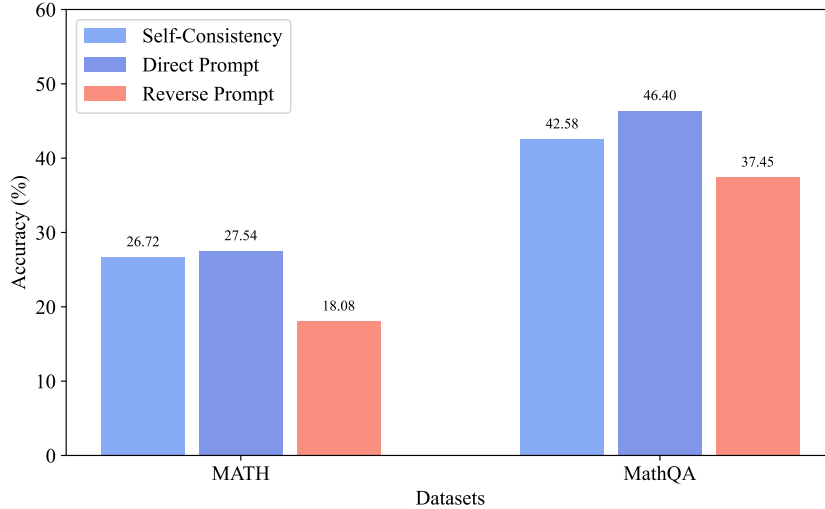 60
50
40
30
20
10
0
Accuracy (%)
Self-Consistency
Direct Prompt
Reverse Prompt
26.72
27.54
18.08
42.58
46.40
37.45
MATH
MathQA
Datasets